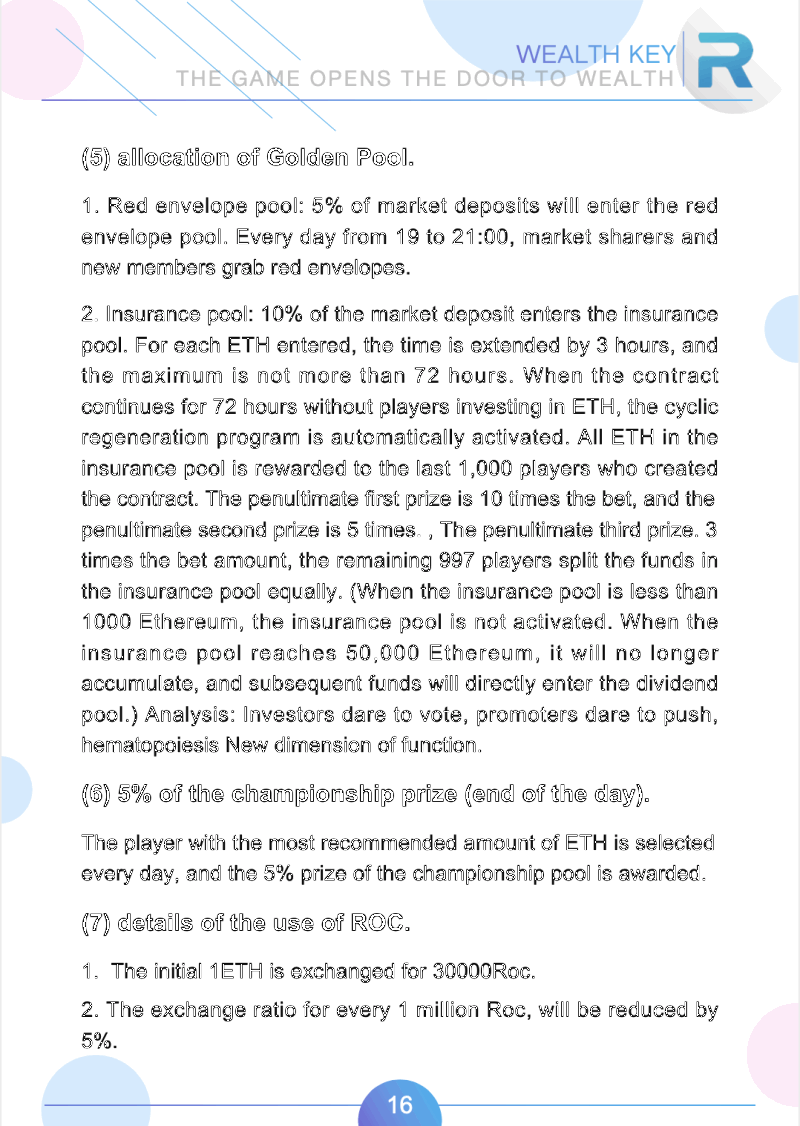 WEALTH KEY
THE GAME OPENS THE DOOR TO WEALTH
(5) allocation of Golden Pool.
1. Red envelope pool: 5% of market deposits will enter the red
envelope pool. Every day from 19 to 21:00, market sharers and
new members grab red envelopes.
2. Insurance pool: 10% of the market deposit enters the insurance
pool. For each ETH entered, the time is extended by 3 hours, and
the maximum is not more than 72 hours. When the contract
continues for 72 hours without players investing in ETH, the cyclic
regeneration program is automatically activated. All ETH in the
insurance pool is rewarded to the last 1,000 players who created
the contract. The penultimate first prize is 10 times the bet, and the
penultimate second prize is 5 times. , The penultimate third prize. 3
times the bet amount, the remaining 997 players split the funds in
the insurance pool equally. (When the insurance pool is less than
1000 Ethereum, the insurance pool is not activated. When the
insurance pool reaches 50,000 Ethereum, it will no longer
accumulate, and subsequent funds will directly enter the dividend
pool.) Analysis: Investors dare to vote, promoters dare to push,
hematopoiesis New dimension of function.
(6) 5% of the championship prize (end of the day).
The player with the most recommended amount of ETH is selected
every day, and the 5% prize of the championship pool is awarded.
(7) details of the use of ROC.
1. The initial 1ETH is exchanged for 30000Roc.
2. The exchange ratio for every 1 million Roc, will be reduced by
5%.
16